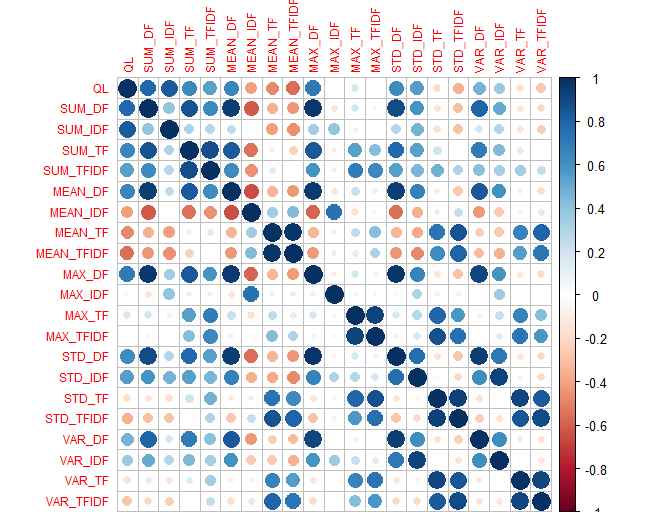 QL SUM_DF SUM_IDF SUM_TF SUM_TFIDF MEAN_DF MEAN_IDF MEAN_TF MEAN_TFIDF MAX_DF MAX_IDF MAX_TF MAX_TFIDF STD_DF STD_IDF STD_TF STD_TFIDF VAR_DF VAR_IDF VAR_TF VAR_TFIDF
QL
SUM_DF
SUM_IDF
SUM_TF
SUM_TFIDF
MEAN_DF
MEAN_IDF
MEAN_TF
MEAN_TFIDF
MAX_DF
MAX_IDF
MAX_TF
MAX_TFIDF
STD_DF
STD_IDF
STD_TF
STD_TFIDF
VAR_DF
VAR_IDF
VAR_TF
VAR_TFIDF
1
0.8
0.6
0.4
0.2
0
-0.2
-0.4
-0.6
-0.8
-1